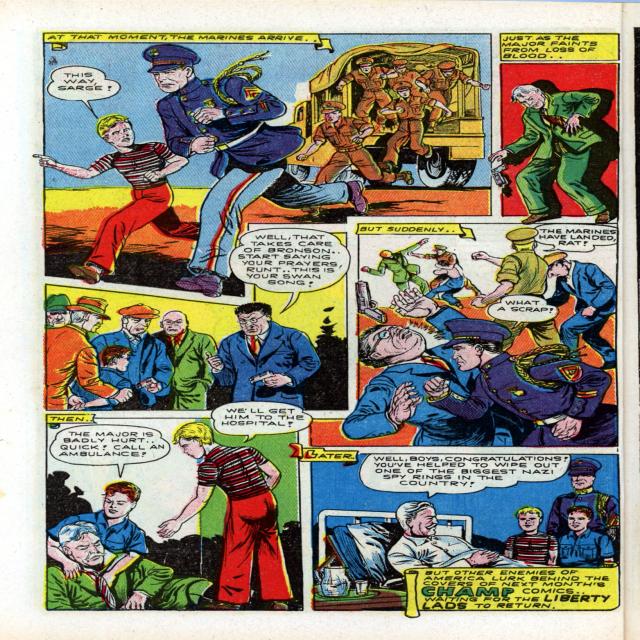 AT THAT MOMENT, THE MARINES ARRIVE..
THIS
WAY,
SARGE!
JUST AS THE
MAJOR FAINTS
FROM LOSS OF
BLOOD..
WELL, THAT
TAKES CARE
OF BRONSON..
START SAYING
YOUR PRAYERS,
RUNT.. THIS IS
YOUR SWAN
SONG!
BUT SUDDENLY..
THE MARINES
HAVE LANDED,
RAT!
WHAT
A SCRAP!
THEN.
THE MAJOR IS
BADLY HURT..
QUICK! CALL AN
AMBULANCE!
WE'LL GET
HIM TO THE
HOSPITAL!
LATER.
WELL, BOYS, CONGRATULATIONS!
YOU'VE HELPED TO WIPE OUT
ONE OF THE BIGGEST NAZI
SPY RINGS IN THE
COUNTRY!
BUT OTHER ENEMIES OF
AMERICA LURK BEHIND THE
COVERS OF NEXT MONTH'S
CHAMP COMICS..
WAITING FOR THE LIBERTY
LADS TO RETURN.